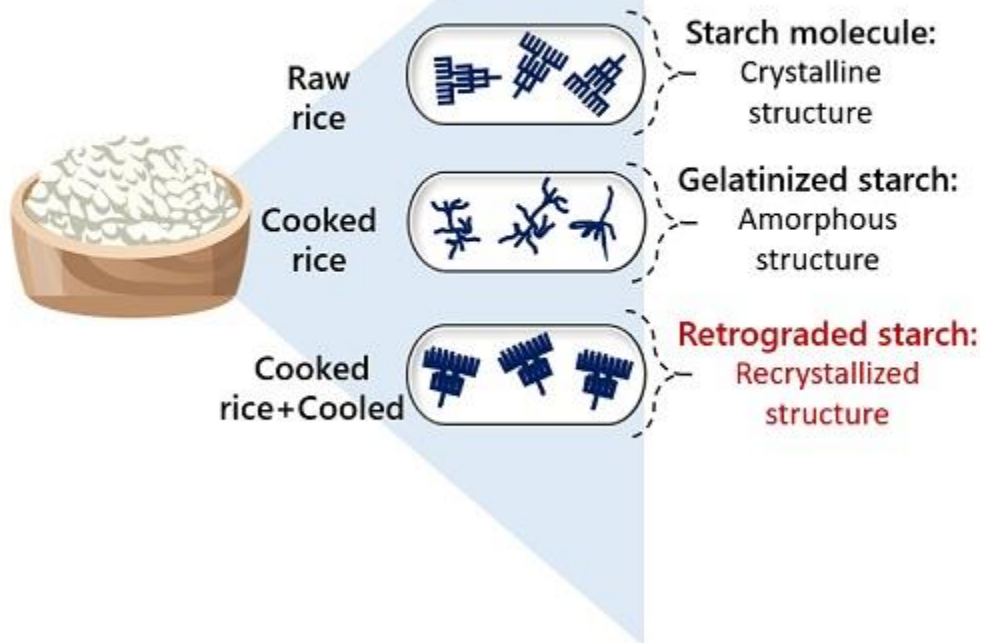 Raw
rice
Starch molecule:
Crystalline
structure
Cooked
rice
Gelatinized starch:
Amorphous
structure
Cooked
rice+Cooled
Retrograded starch:
Recrystallized
structure